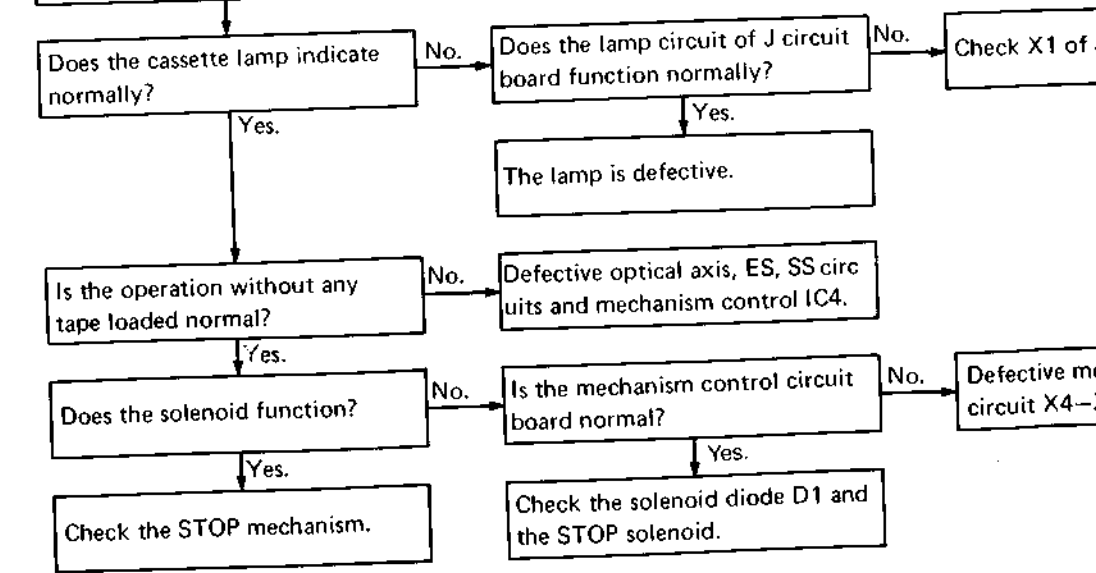 Does the cassette lamp indicate
normally?
No.
Does the lamp circuit of J circuit
board function normally?
No.
Check X1 of
Yes.
Yes.
The lamp is defective.
Is the operation without any
tape loaded normal?
No.
Defective optical axis, ES, SS circ
uits and mechanism control IC4.
Yes.
Does the solenoid function?
No.
Is the mechanism control circuit
board normal?
No.
Defective
circuit X4–
Yes.
Yes.
Check the STOP mechanism.
Check the solenoid diode D1 and
the STOP solenoid.